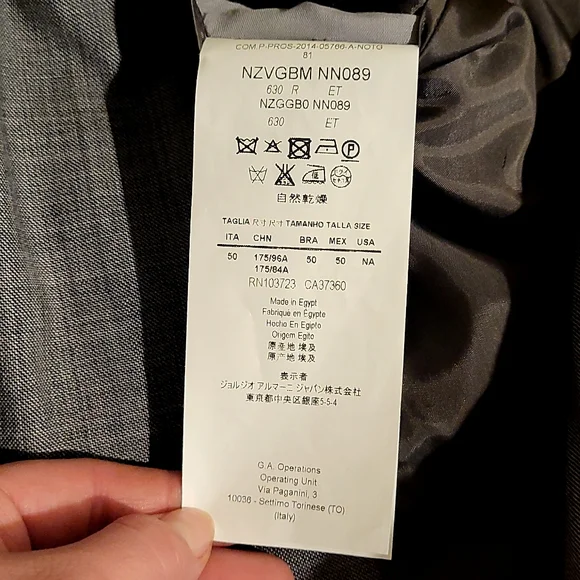 COM P-PROS-2014-05766-A-NOTG
81
NZVGBM NN089
630 R ET
NZGGB0 NN089
630 ET
自然乾燥
TAGLIA 尺寸 尺寸 TAMANHO TALLA SIZE
ITA CHN BRA MEX USA
50 175/96A 50 50 NA
175/84A
RN103723 CA37360
Made in Egypt
Fabriqué en Égypte
Hecho En Egipto
Origem Egito
原产地 埃及
原產地 埃及
表示者
ジョルジオ アルマーニ ジャパン株式会社
東京都中央区銀座5-5-4
G.A. Operations
Operating Unit
Via Paganini, 3
10036 - Settimo Torinese (TO)
(Italy)